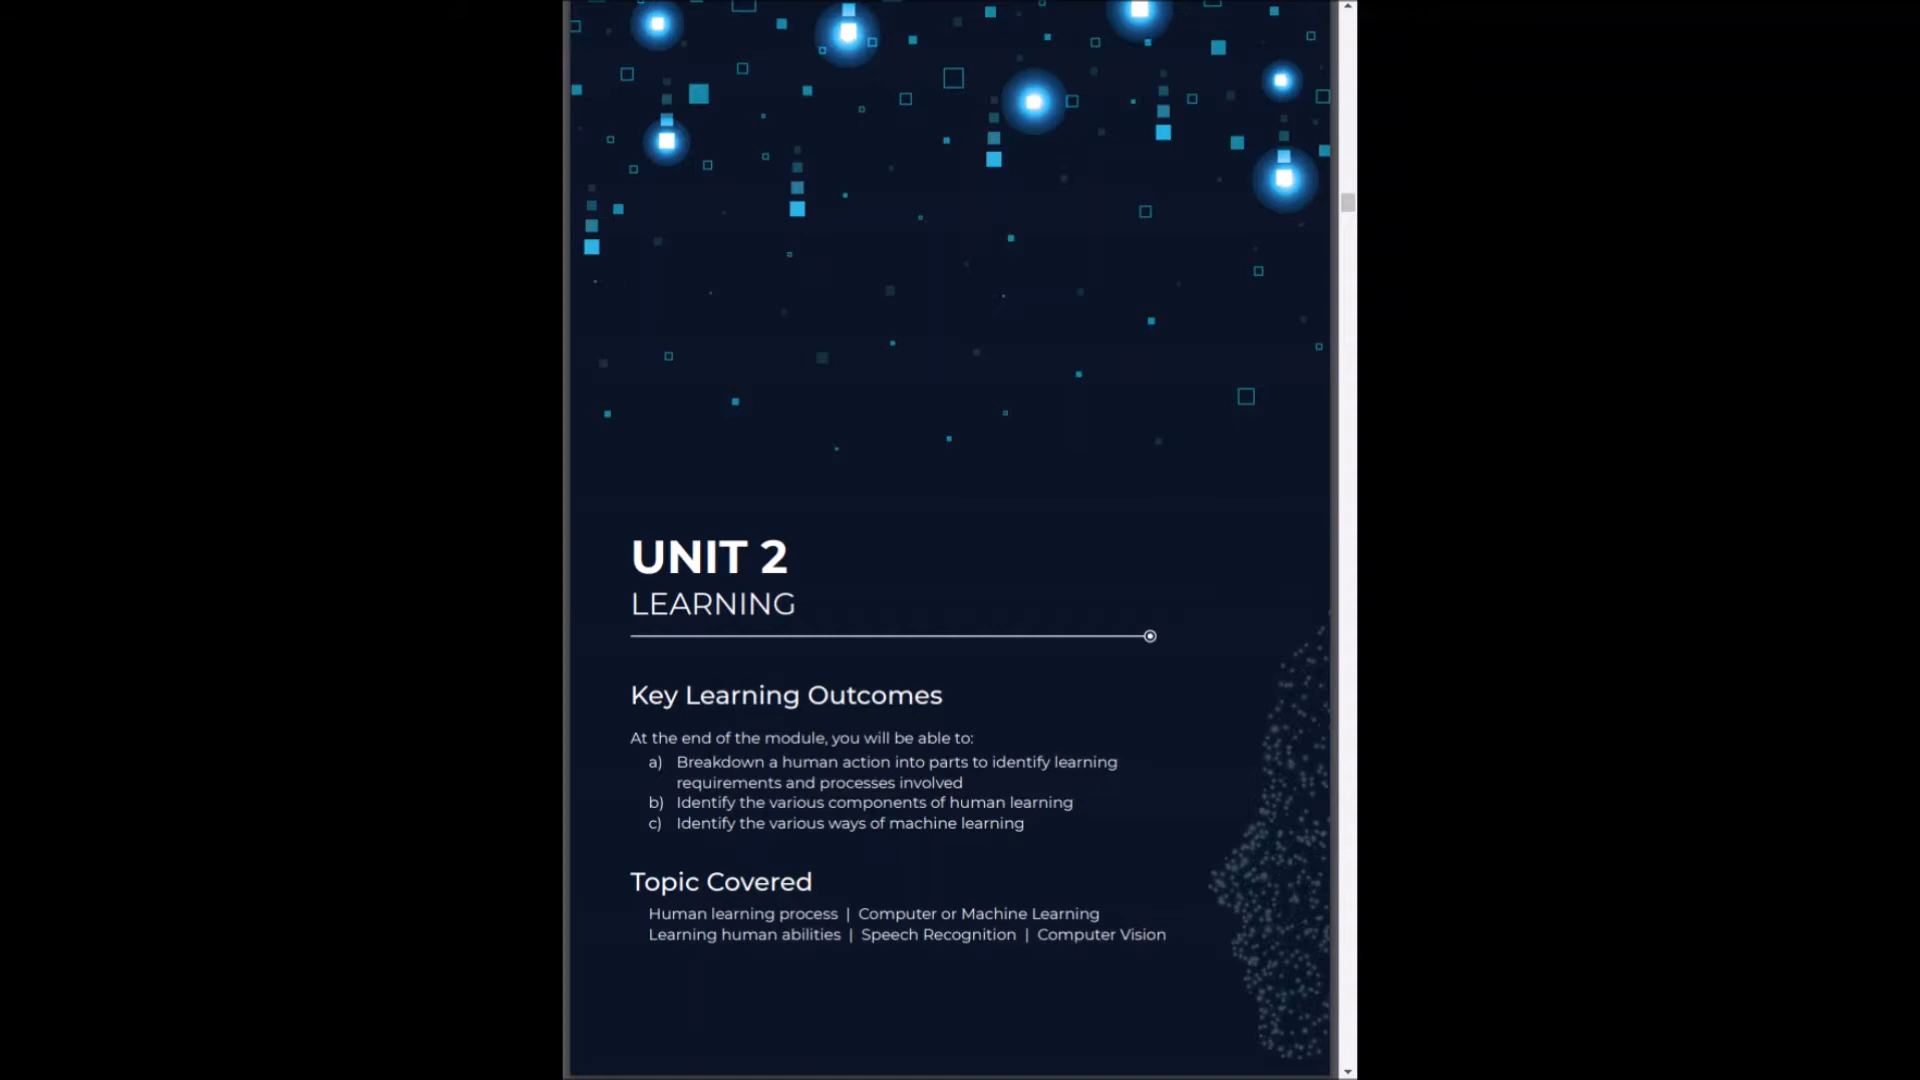 UNIT 2
LEARNING
Key Learning Outcomes
At the end of the module, you will be able to:
a) Breakdown a human action into parts to identify learning
requirements and processes involved
b) Identify the various components of human learning
c) Identify the various ways of machine learning
Topic Covered
Human learning process | Computer or Machine Learning
Learning human abilities | Speech Recognition | Computer Vision